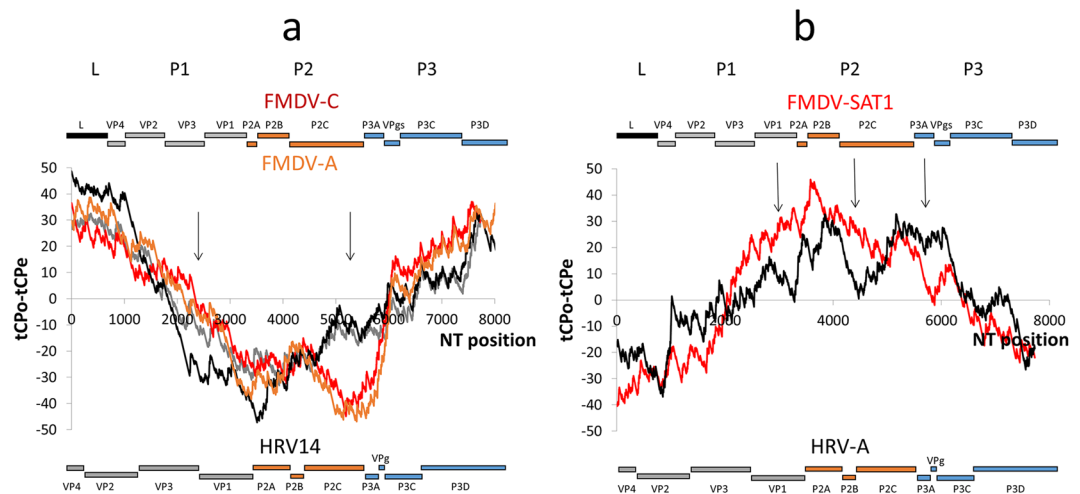 a
L P1 P2 P3
FMDV-C
L VP4 VP2 VP3 VP1 P2A P2B P2C P3A VPgs P3C P3D
FMDV-A
50
40
30
20
10
0
-10
-20
-30
-40
-50
tCPo-tCPe
0 1000 2000 3000 4000 5000 6000 7000 8000
NT position
HRV14
VPg
VP4 VP2 VP3 VP1 P2A P2B P2C P3A P3C P3D
b
L P1 P2 P3
FMDV-SAT1
L VP4 VP2 VP3 VP1 P2A P2B P2C P3A VPgs P3C P3D
50
40
30
20
10
0
-10
-20
-30
-40
-50
tCPo-tCPe
0 2000 4000 6000 8000
NT position
HRV-A
VPg
VP4 VP2 VP3 VP1 P2A P2B P2C P3A P3C P3D